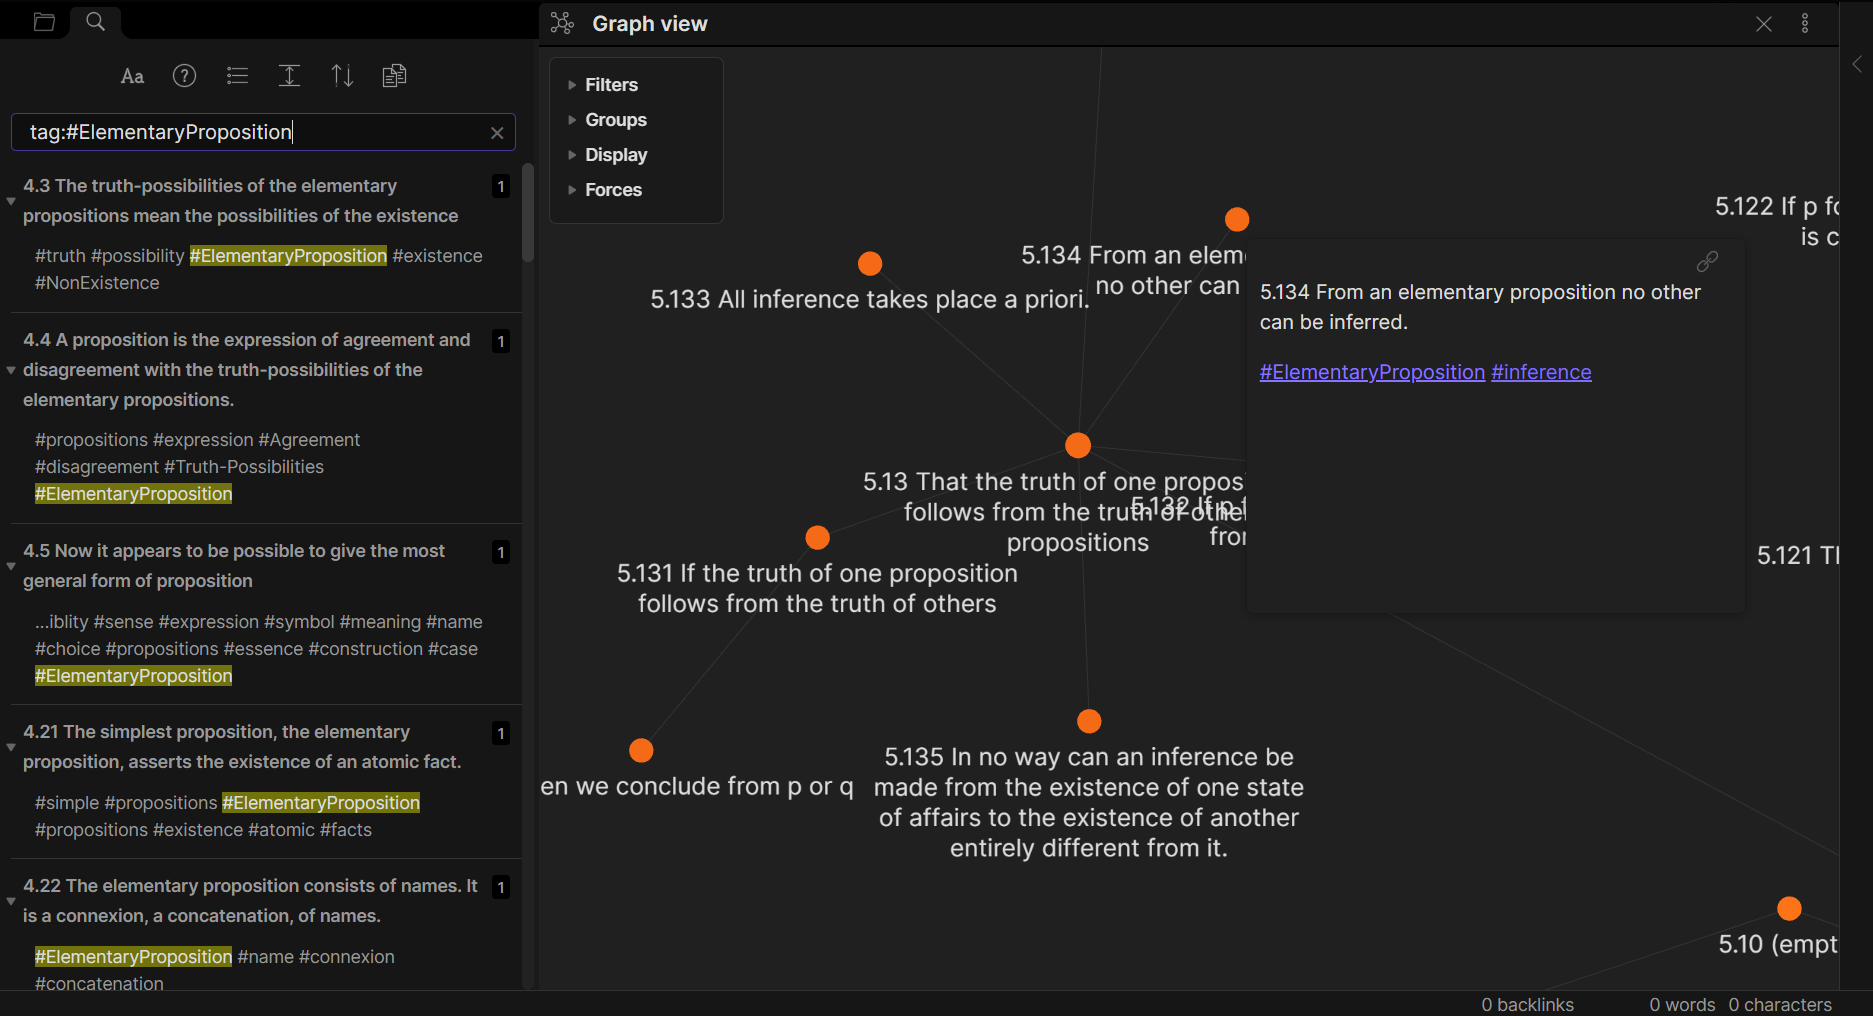 Graph view
Aa
tag:#ElementaryProposition
4.3 The truth-possibilities of the elementary
propositions mean the possibilities of the existence
1
#truth #possibility #ElementaryProposition #existence
#NonExistence
4.4 A proposition is the expression of agreement and
disagreement with the truth-possibilities of the
elementary propositions.
1
#propositions #expression #Agreement
#disagreement #Truth-Possibilities
#ElementaryProposition
4.5 Now it appears to be possible to give the most
general form of proposition
1
...iblity #sense #expression #symbol #meaning #name
#choice #propositions #essence #construction #case
#ElementaryProposition
4.21 The simplest proposition, the elementary
proposition, asserts the existence of an atomic fact.
1
#simple #propositions #ElementaryProposition
#propositions #existence #atomic #facts
4.22 The elementary proposition consists of names. It
is a connexion, a concatenation, of names.
1
#ElementaryProposition #name #connexion
#concatenation
Filters
Groups
Display
Forces
5.133 All inference takes place a priori.
5.134 From an elem
no other can
5.122 If p fo
is c
5.134 From an elementary proposition no other
can be inferred.
#ElementaryProposition #inference
5.13 That the truth of one propos
follows from the truth of other
propositions
5.132 If p f
from
5.121 Th
5.131 If the truth of one proposition
follows from the truth of others
en we conclude from p or q
5.135 In no way can an inference be
made from the existence of one state
of affairs to the existence of another
entirely different from it.
5.10 (empt
0 backlinks
0 words
0 characters